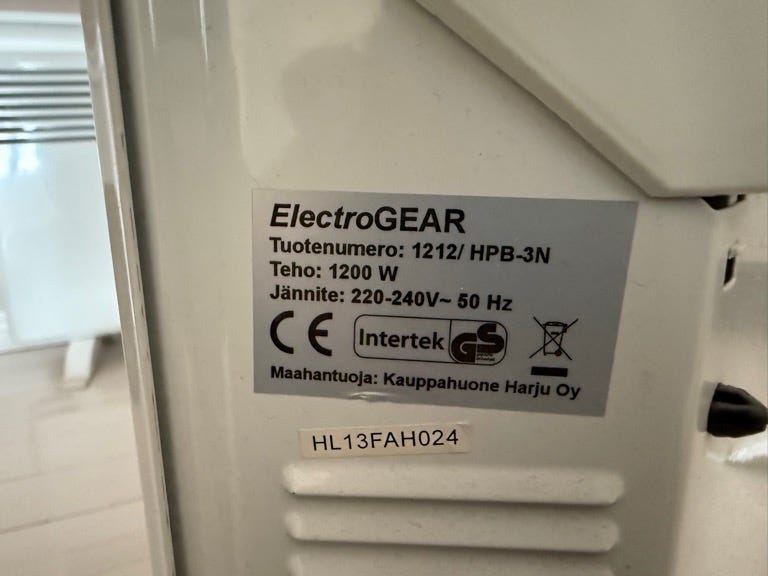 ElectroGEAR
Tuotenumero: 1212/ HPB-3N
Teho: 1200 W
Jännite: 220-240V~ 50 Hz
CE Intertek GS
Maahantuoja: Kauppahuone Harju Oy
HL13FAH024